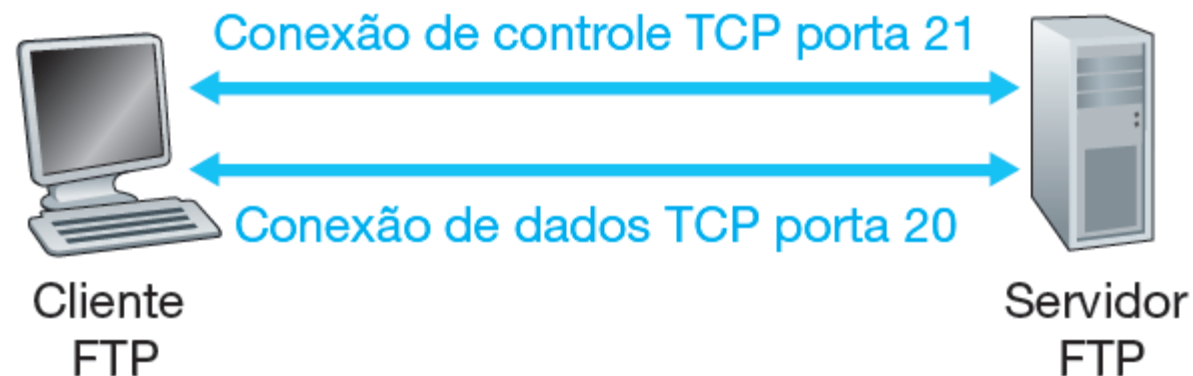 Conexão de controle TCP porta 21
Conexão de dados TCP porta 20
Cliente
FTP
Servidor
FTP